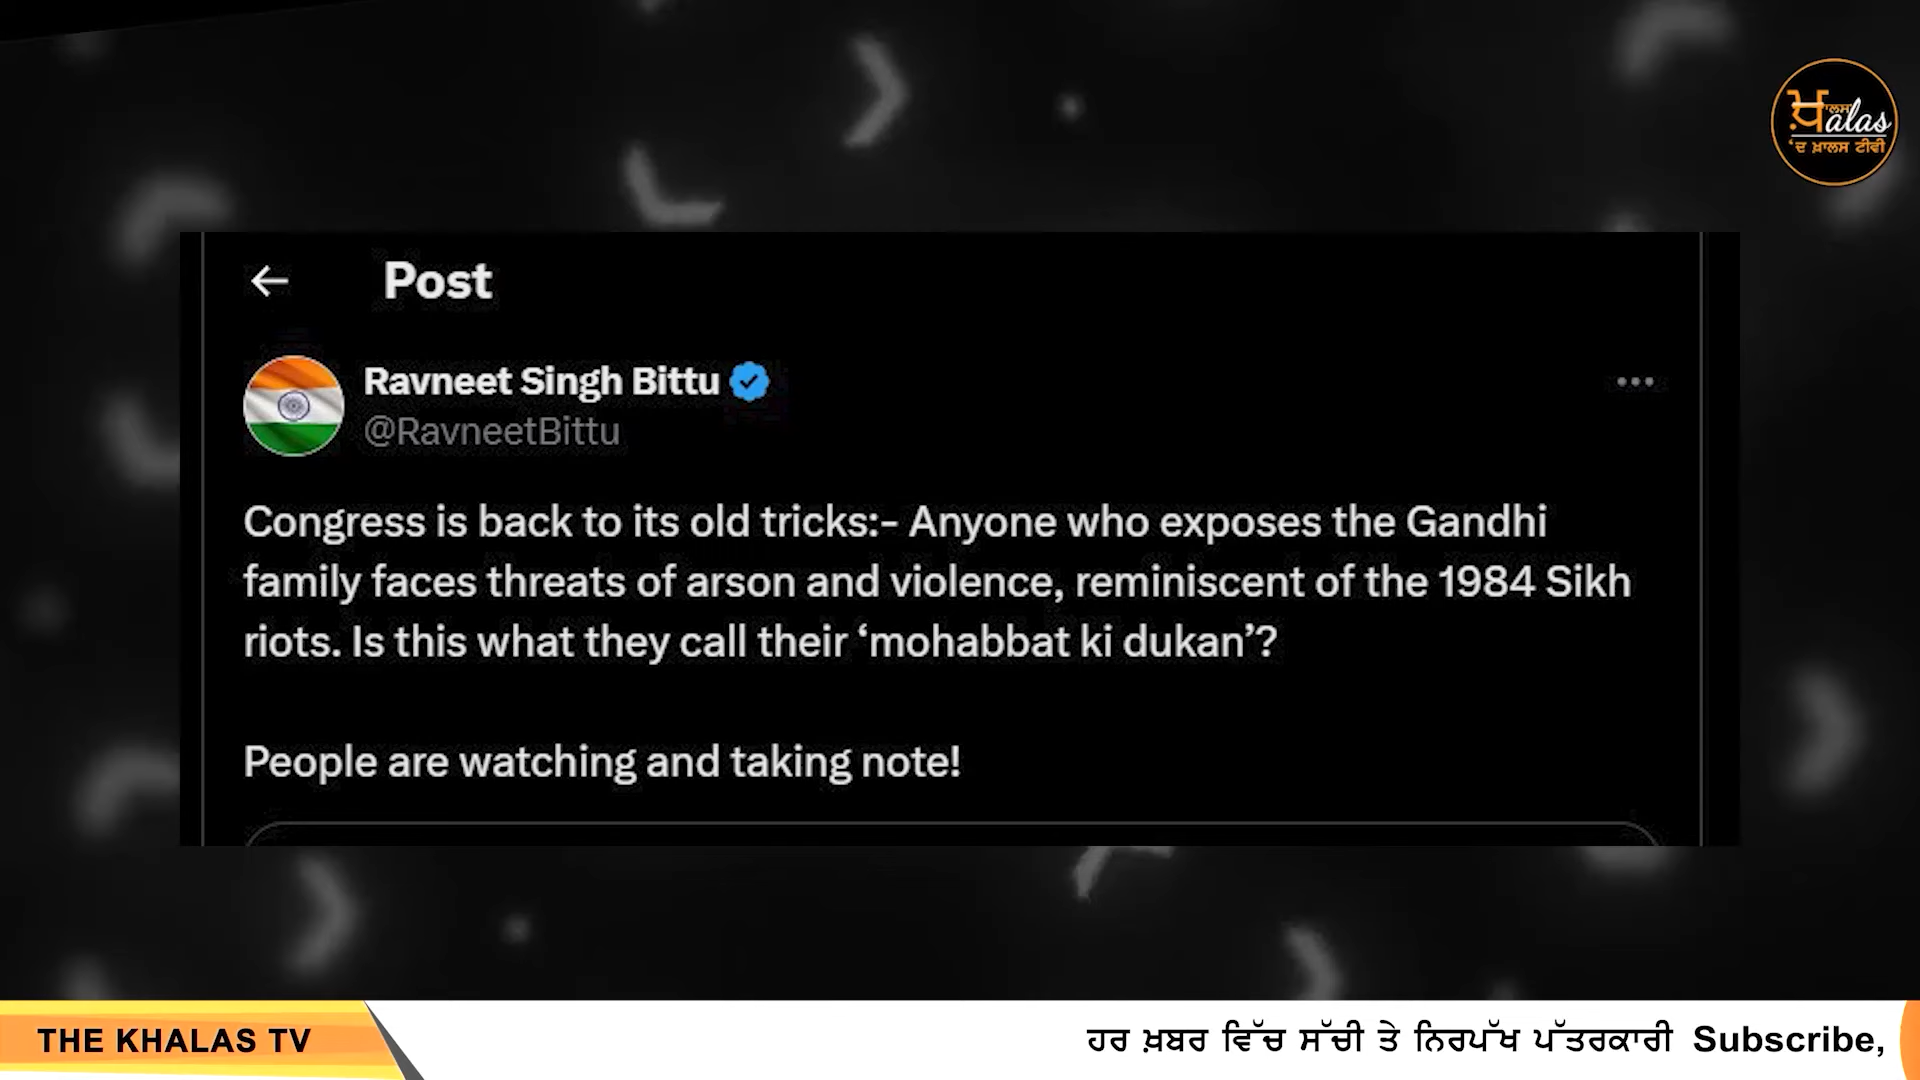 ਖ਼ਾਲਸ alas
'ਦ ਖ਼ਾਲਸ ਟੀਵੀ
Post
Ravneet Singh Bittu
@RavneetBittu
Congress is back to its old tricks:- Anyone who exposes the Gandhi
family faces threats of arson and violence, reminiscent of the 1984 Sikh
riots. Is this what they call their ‘mohabbat ki dukan’?
People are watching and taking note!
THE KHALAS TV
ਹਰ ਖ਼ਬਰ ਵਿੱਚ ਸੱਚੀ ਤੇ ਨਿਰਪੱਖ ਪੱਤਰਕਾਰੀ Subscribe,